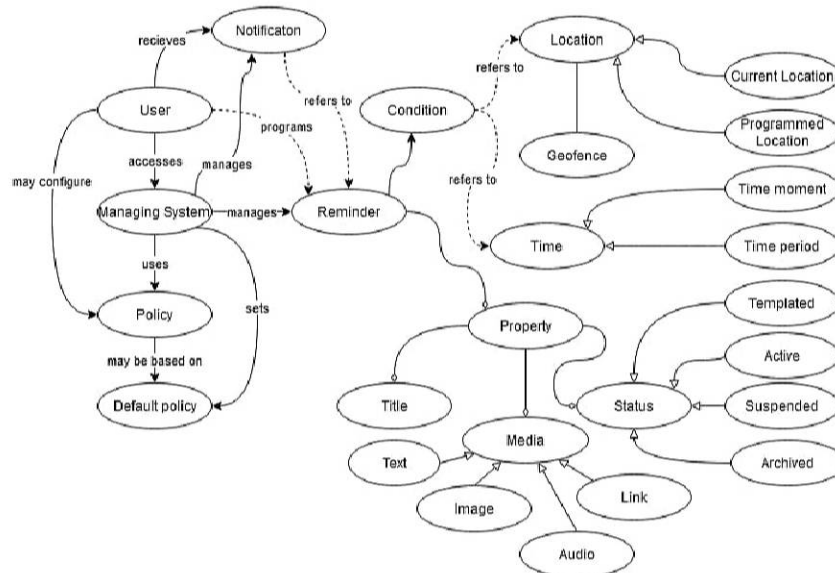 Notificaton
recieves
User
refers to
programs
accesses
manages
may configure
Managing System
manages
Reminder
uses
Policy
sets
may be based on
Default policy
Condition
refers to
Location
Current Location
Programmed
Location
Geofence
refers to
Time moment
Time
Time period
Property
Templated
Active
Title
Status
Suspended
Media
Archived
Text
Image
Link
Audio